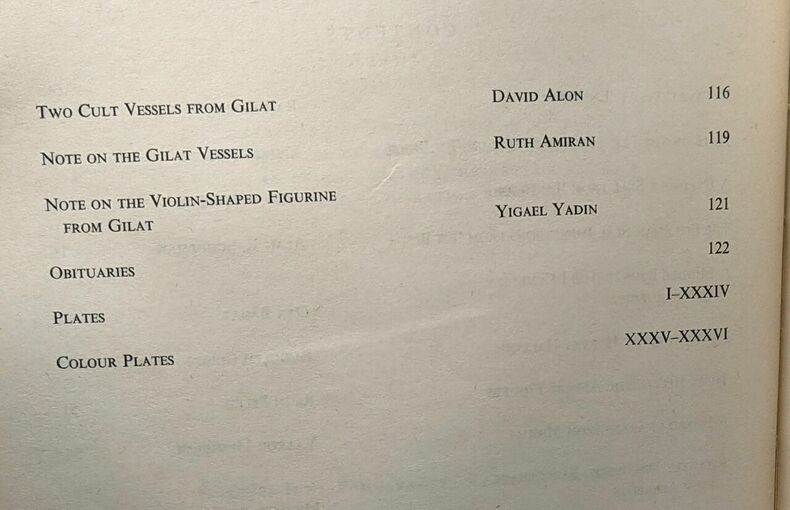 TWO CULT VESSELS FROM GILAT DAVID ALON 116
NOTE ON THE GILAT VESSELS RUTH AMIRAN 119
NOTE ON THE VIOLIN-SHAPED FIGURINE
FROM GILAT YIGAEL YADIN 121
OBITUARIES 122
PLATES I–XXXIV
COLOUR PLATES XXXV–XXXVI